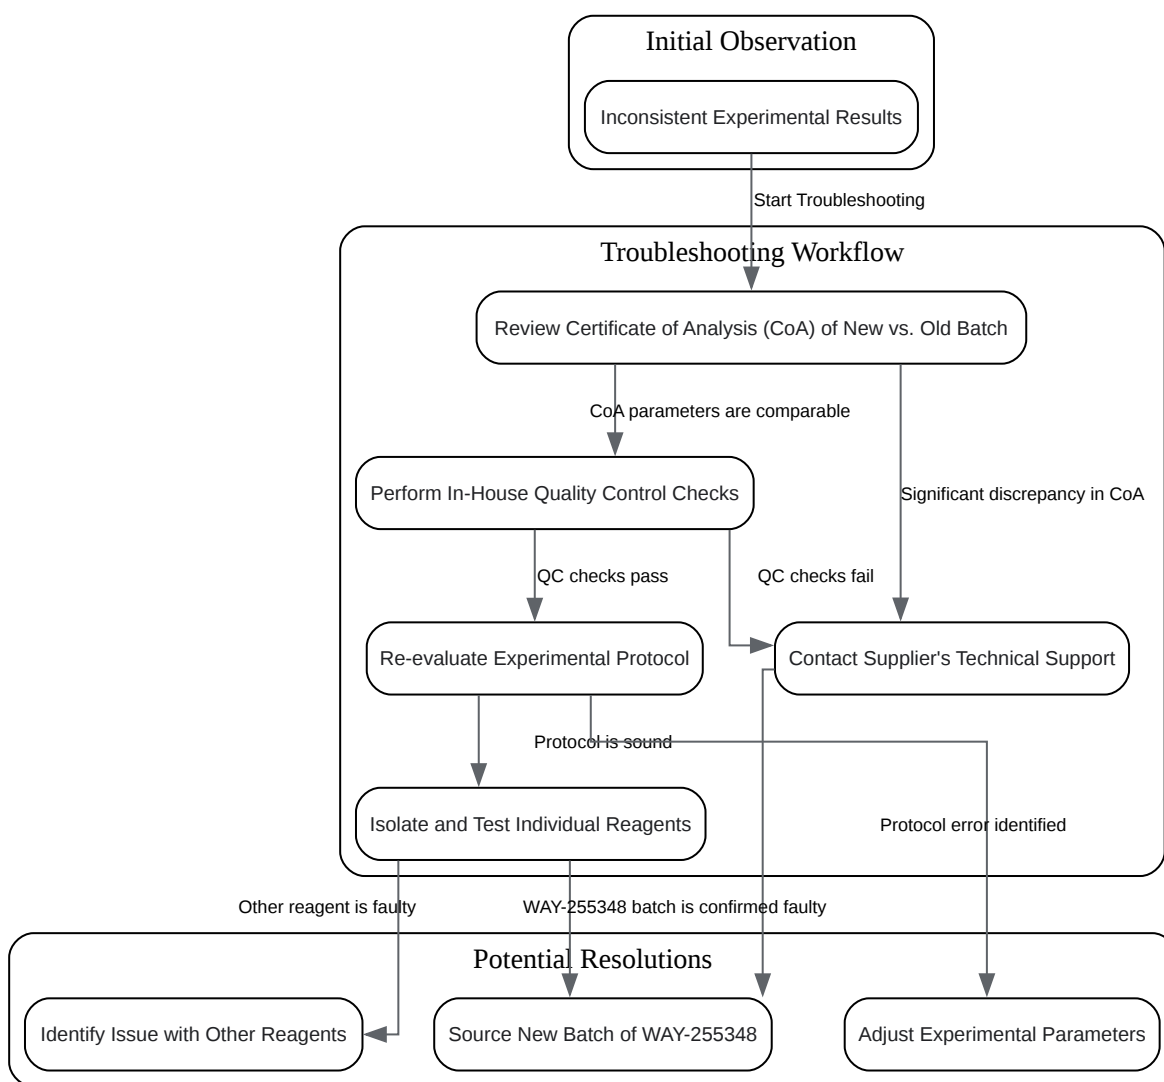 Initial Observation
Inconsistent Experimental Results
Start Troubleshooting
Troubleshooting Workflow
Review Certificate of Analysis (CoA) of New vs. Old Batch
CoA parameters are comparable
Perform In-House Quality Control Checks
Significant discrepancy in CoA
QC checks pass
QC checks fail
Re-evaluate Experimental Protocol
Contact Supplier's Technical Support
Protocol is sound
Isolate and Test Individual Reagents
Protocol error identified
Other reagent is faulty
WAY-255348 batch is confirmed faulty
Potential Resolutions
Identify Issue with Other Reagents
Source New Batch of WAY-255348
Adjust Experimental Parameters